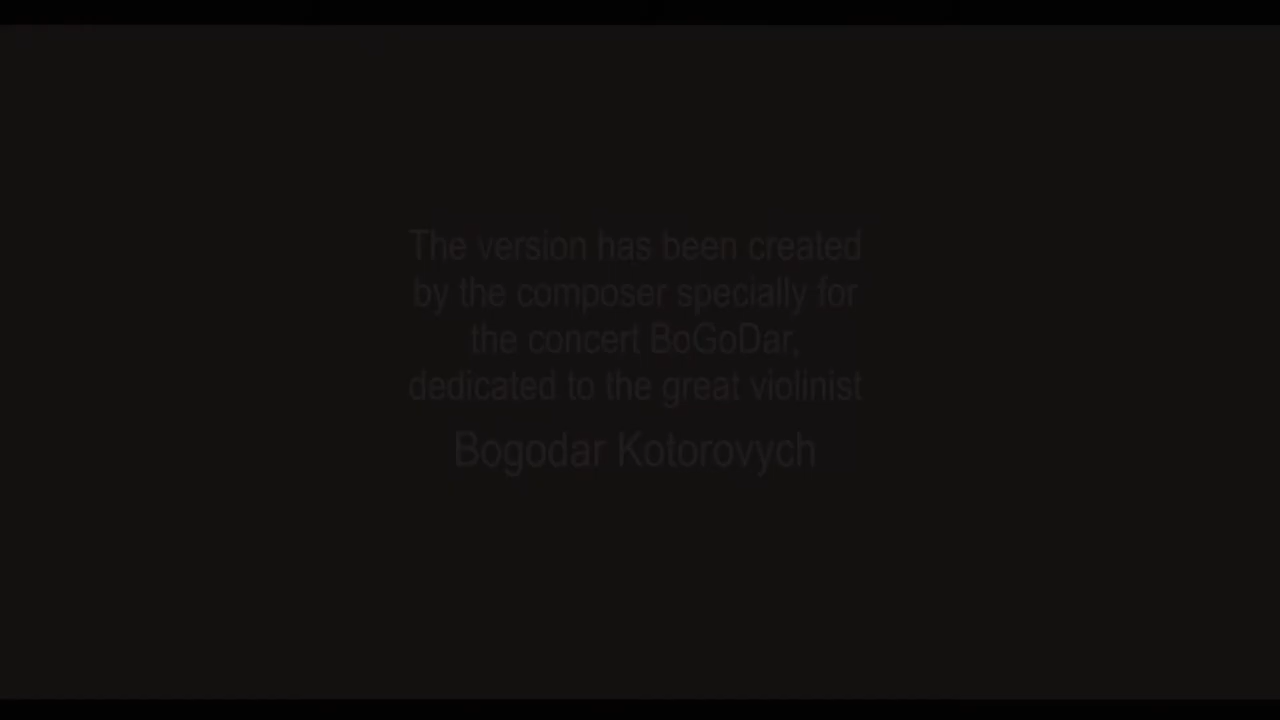 The version has been created
by the composer specially for
the concert BoGoDar,
dedicated to the great violinist
Bogodar Kotorovych